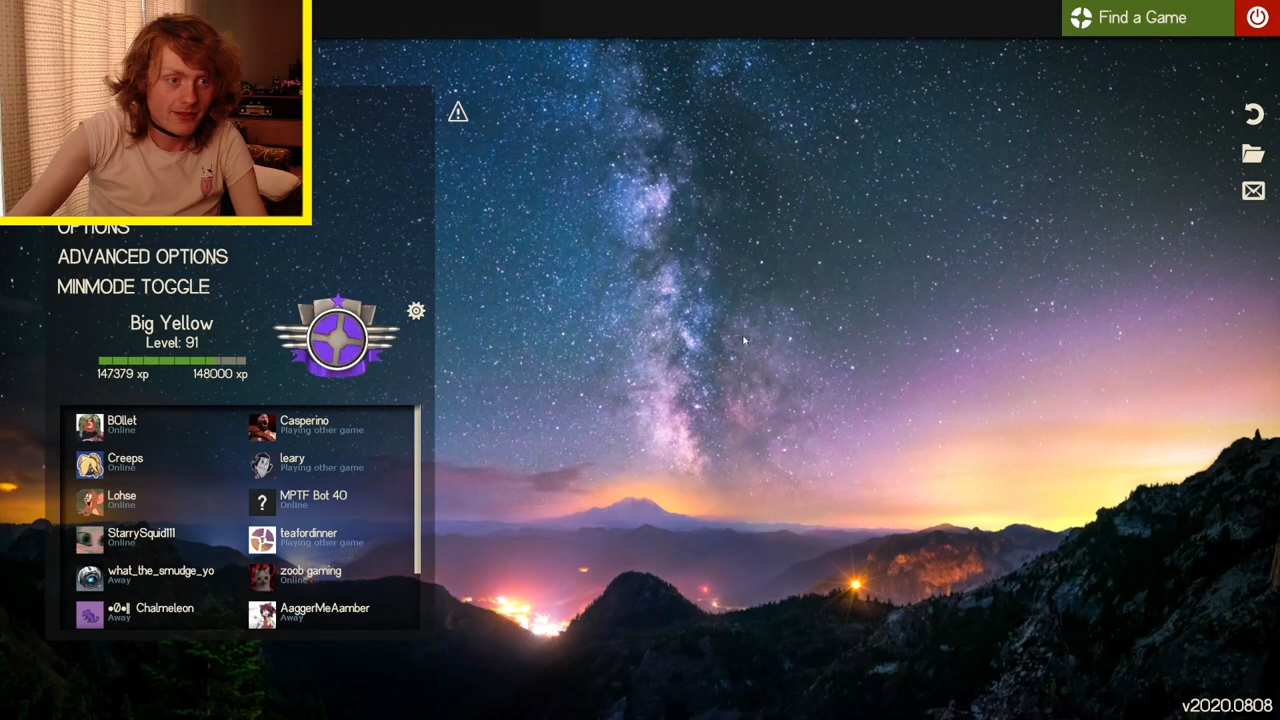 Find a Game
OPTIONS
ADVANCED OPTIONS
MINMODE TOGGLE
Big Yellow
Level: 91
147379 xp 148000 xp
BOllet
Online
Casperino
Playing other game
Creeps
Online
leary
Playing other game
Lohse
Online
MPTF Bot 40
Online
?
StarrySquid111
Online
teafordinner
Playing other game
what_the_smudge_yo
Away
zoob gaming
Online
Chalmeleon
Away
AaggerMeAamber
Away
v2020.0808